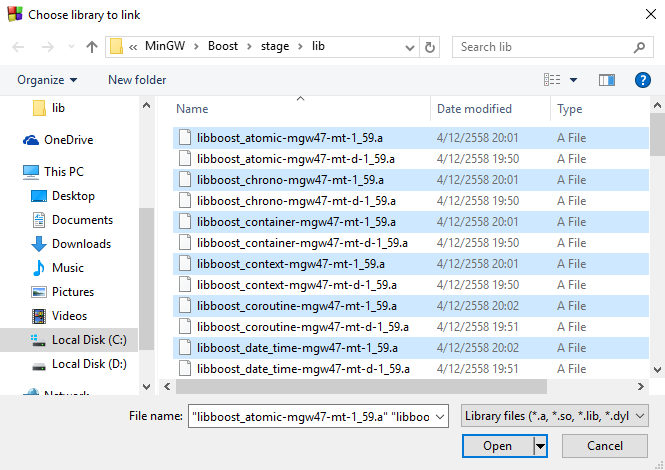 Choose library to link
« MinGW > Boost > stage > lib
Search lib
Organize
New folder
lib
OneDrive
This PC
Desktop
Documents
Downloads
Music
Pictures
Videos
Local Disk (C:)
Local Disk (D:)
Network
Name Date modified Type
libboost_atomic-mgw47-mt-1_59.a 4/12/2558 20:01 A File
libboost_atomic-mgw47-mt-d-1_59.a 4/12/2558 19:50 A File
libboost_chrono-mgw47-mt-1_59.a 4/12/2558 20:01 A File
libboost_chrono-mgw47-mt-d-1_59.a 4/12/2558 19:50 A File
libboost_container-mgw47-mt-1_59.a 4/12/2558 20:01 A File
libboost_container-mgw47-mt-d-1_59.a 4/12/2558 19:50 A File
libboost_context-mgw47-mt-1_59.a 4/12/2558 20:01 A File
libboost_context-mgw47-mt-d-1_59.a 4/12/2558 19:50 A File
libboost_coroutine-mgw47-mt-1_59.a 4/12/2558 20:02 A File
libboost_coroutine-mgw47-mt-d-1_59.a 4/12/2558 19:51 A File
libboost_date_time-mgw47-mt-1_59.a 4/12/2558 20:02 A File
libboost_date_time-mgw47-mt-d-1_59.a 4/12/2558 19:51 A File
File name: "libboost_atomic-mgw47-mt-1_59.a" "libboo
Library files (*.a, *.so, *.lib, *.dyl
Open
Cancel